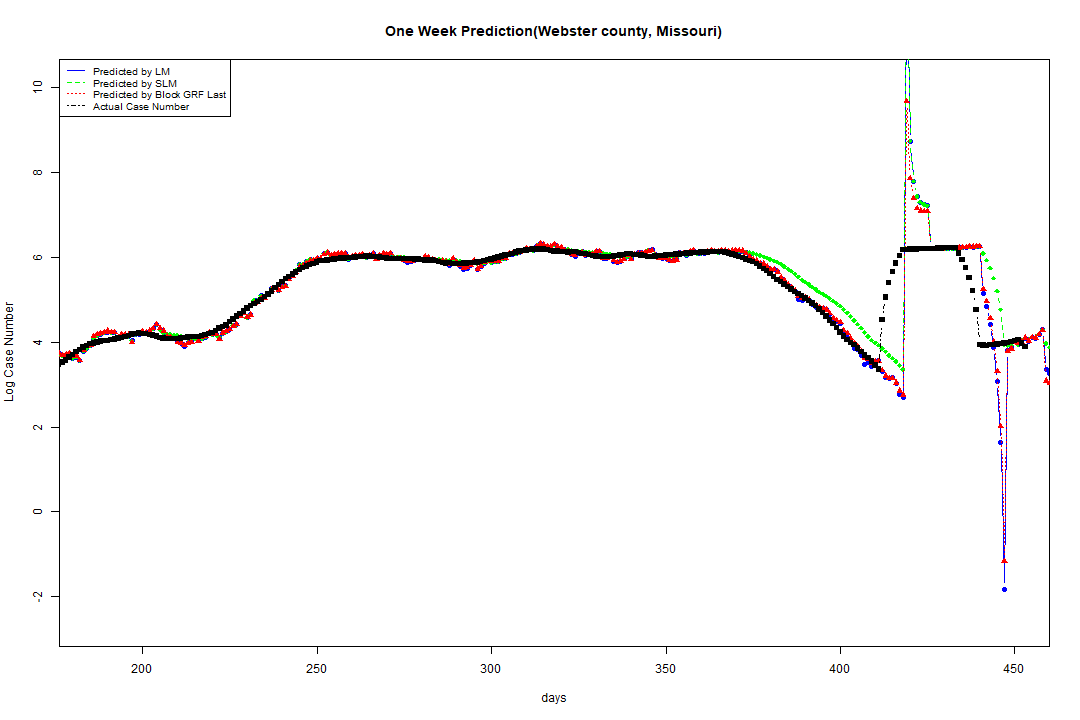 One Week Prediction(Webster county, Missouri)
Predicted by LM
Predicted by SLM
Predicted by Block GRF Last
Actual Case Number
10
8
6
4
2
0
-2
Log Case Number
200 250 300 350 400 450
days